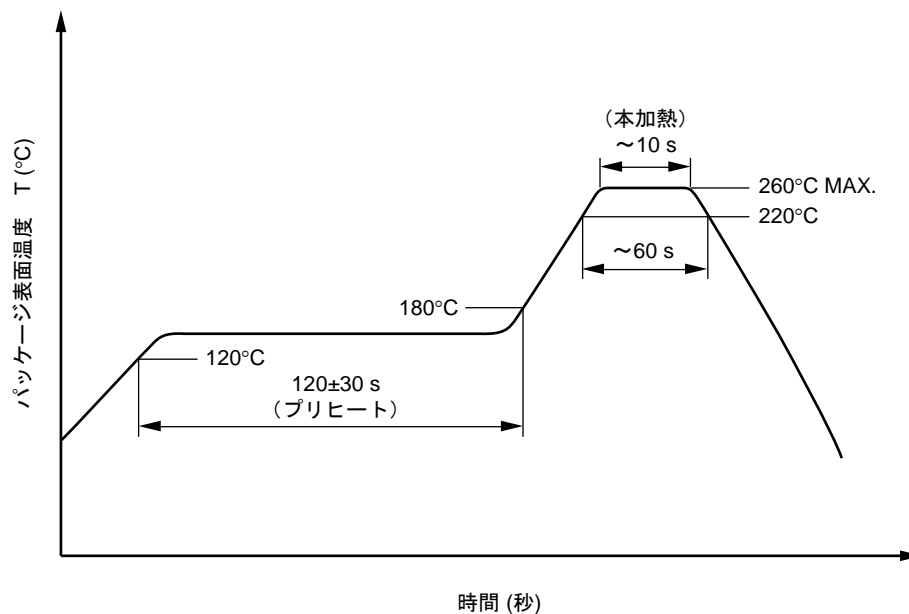 （本加熱）
～10 s
260°C MAX.
220°C
～60 s
180°C
120°C
120±30 s
（プリヒート）
パッケージ表面温度 T (°C)
時間 (秒)